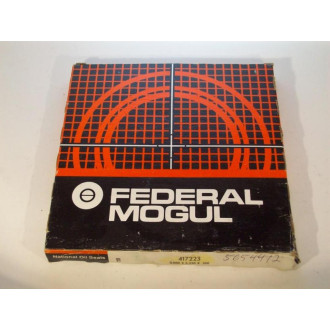 FEDERAL
MOGUL
National Oil Seals
417223